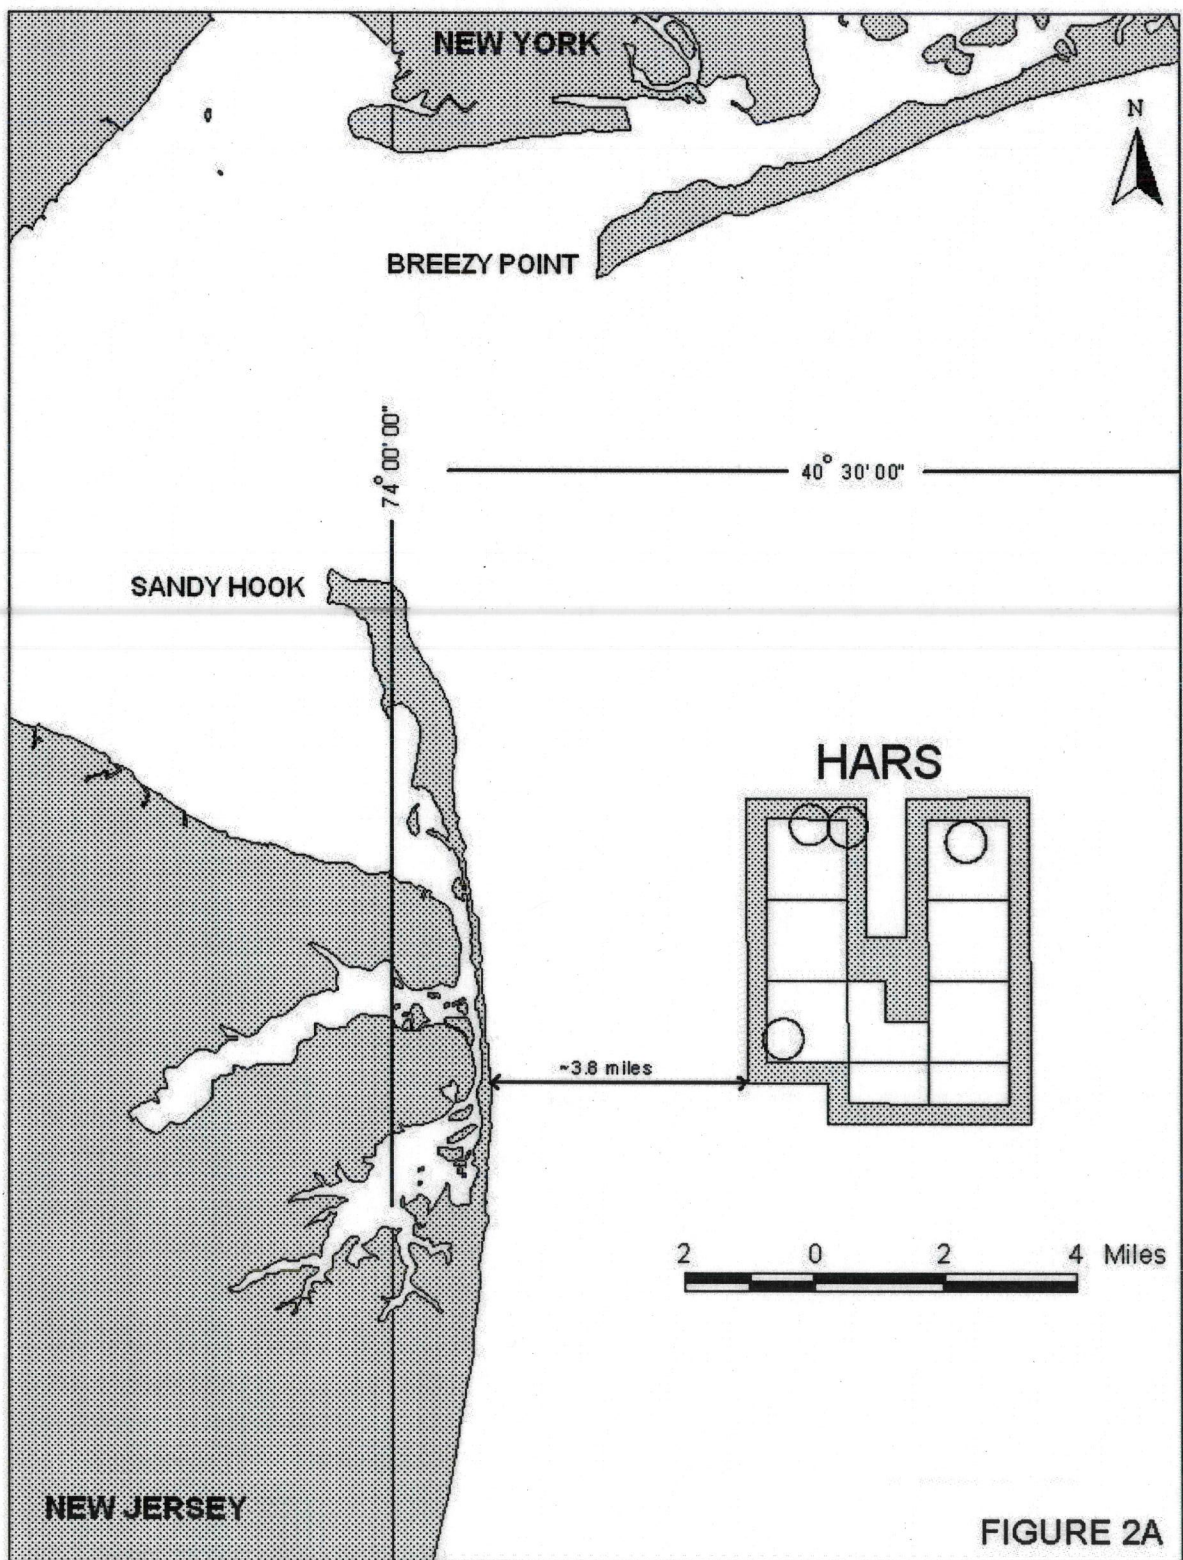 NEW YORK
N
BREEZY POINT
74° 00' 00"
40° 30' 00"
SANDY HOOK
HARS
~3.8 miles
2 0 2 4 Miles
NEW JERSEY
FIGURE 2A